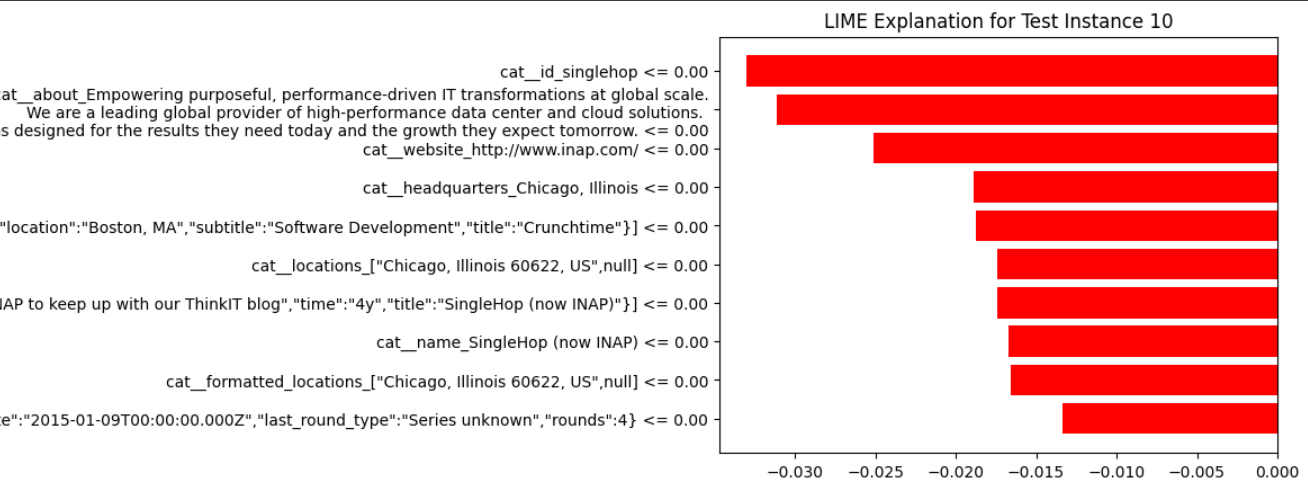 LIME Explanation for Test Instance 10
cat__id_singlehop <= 0.00
cat__about_Empowering purposeful, performance-driven IT transformations at global scale.
We are a leading global provider of high-performance data center and cloud solutions.
s designed for the results they need today and the growth they expect tomorrow. <= 0.00
cat__website_http://www.inap.com/ <= 0.00
cat__headquarters_Chicago, Illinois <= 0.00
"location":"Boston, MA","subtitle":"Software Development","title":"Crunchtime"}] <= 0.00
cat__locations_["Chicago, Illinois 60622, US",null] <= 0.00
NAP to keep up with our ThinkIT blog","time":"4y","title":"SingleHop (now INAP)"}] <= 0.00
cat__name_SingleHop (now INAP) <= 0.00
cat__formatted_locations_["Chicago, Illinois 60622, US",null] <= 0.00
te":"2015-01-09T00:00:00.000Z","last_round_type":"Series unknown","rounds":4} <= 0.00
−0.030 −0.025 −0.020 −0.015 −0.010 −0.005 0.000